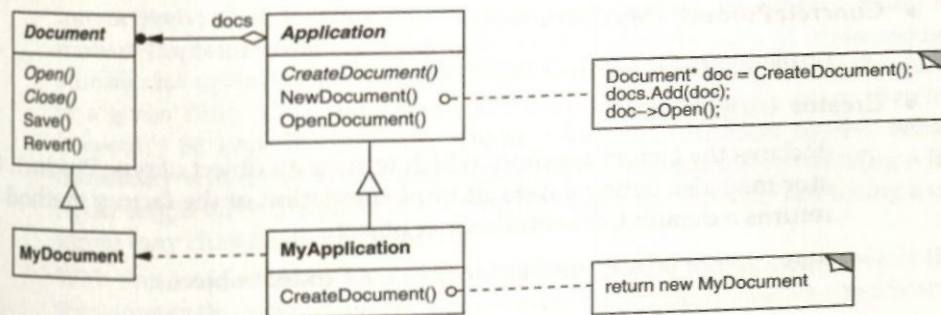 • ConcreteProduct
docs
Document
Open()
Close()
Save()
Revert()
Application
CreateDocument()
NewDocument()
OpenDocument()
Document* doc = CreateDocument();
docs.Add(doc);
doc–>Open();
MyDocument
MyApplication
CreateDocument()
return new MyDocument